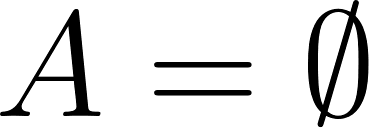 A = ∅